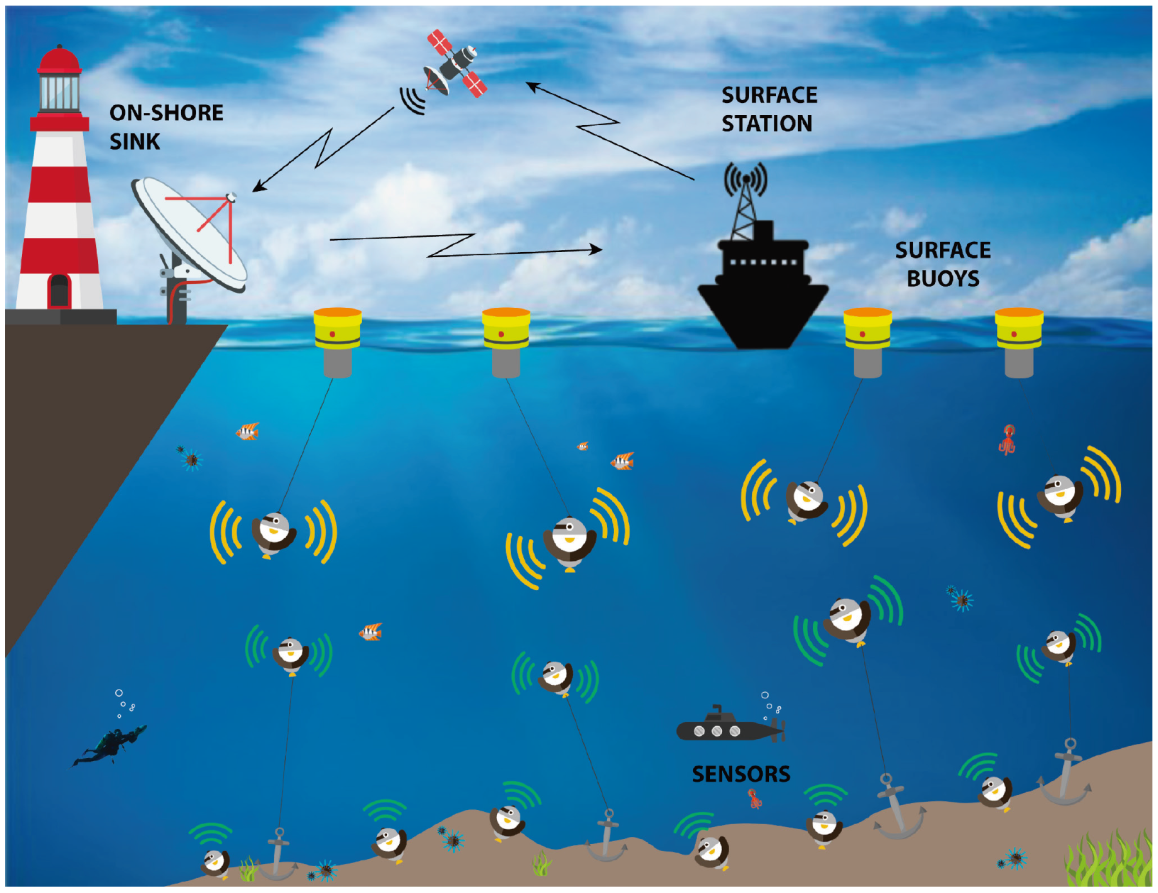 ON-SHORE
SINK
SURFACE
STATION
SURFACE
BUOYS
SENSORS